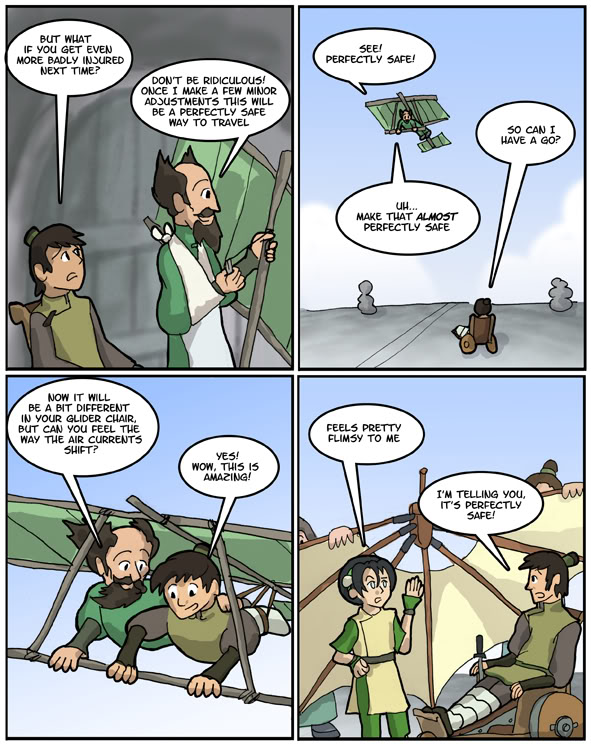 BUT WHAT
IF YOU GET EVEN
MORE BADLY INJURED
NEXT TIME?
DON'T BE RIDICULOUS!
ONCE I MAKE A FEW MINOR
ADJUSTMENTS THIS WILL
BE A PERFECTLY SAFE
WAY TO TRAVEL
SEE!
PERFECTLY SAFE!
UH...
MAKE THAT ALMOST
PERFECTLY SAFE
SO CAN I
HAVE A GO?
NOW IT WILL
BE A BIT DIFFERENT
IN YOUR GLIDER CHAIR,
BUT CAN YOU FEEL THE
WAY THE AIR CURRENTS
SHIFT?
YES!
WOW, THIS IS
AMAZING!
FEELS PRETTY
FLIMSY TO ME
I'M TELLING YOU,
IT'S PERFECTLY
SAFE!